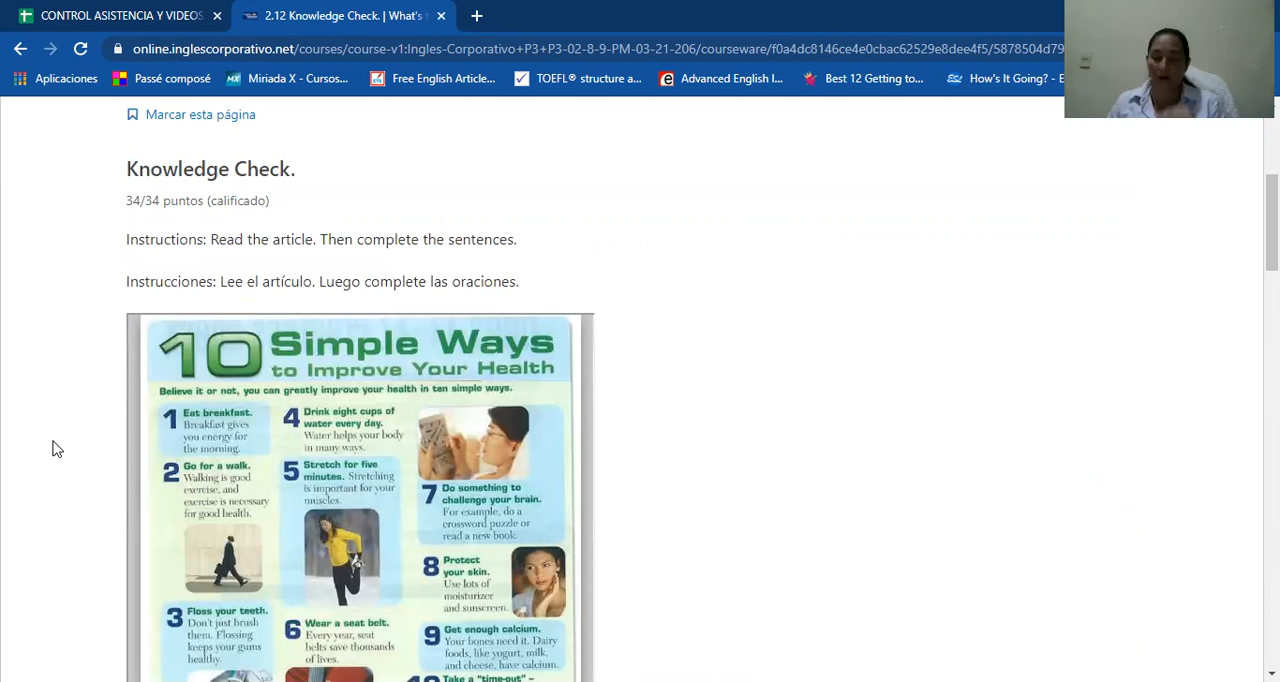 CONTROL ASISTENCIA Y VIDEOS
2.12 Knowledge Check. | What's
online.inglescorporativo.net/courses/course-v1:Ingles-Corporativo+P3+P3-02-8-9-PM-03-21-206/courseware/f0a4dc8146ce4e0cbac62529e8dee4f5/5878504d79
Aplicaciones
Passé composé
Miriada X - Cursos...
Free English Article...
TOEFL® structure a...
Advanced English I...
Best 12 Getting to...
How's It Going? - E
Marcar esta página
Knowledge Check.
34/34 puntos (calificado)
Instructions: Read the article. Then complete the sentences.
Instrucciones: Lee el artículo. Luego complete las oraciones.
10 Simple Ways
to Improve Your Health
Believe it or not, you can greatly improve your health in ten simple ways.
1 Eat breakfast.
Breakfast gives
you energy for
the morning.
2 Go for a walk.
Walking is good
exercise, and
exercise is necessary
for good health.
3 Floss your teeth.
Don't just brush
them. Flossing
keeps your gums
healthy.
4 Drink eight cups of
water every day.
Water helps your body
in many ways.
5 Stretch for five
minutes. Stretching
is important for your
muscles.
6 Wear a seat belt.
Every year, seat
belts save thousands
of lives.
7 Do something to
challenge your brain.
For example, do a
crossword puzzle or
read a new book.
8 Protect
your skin.
Use lots of
moisturizer
and sunscreen.
9 Get enough calcium.
Your bones need it. Dairy
foods, like yogurt, milk,
and cheese, have calcium.
10 Take a "time-out" –